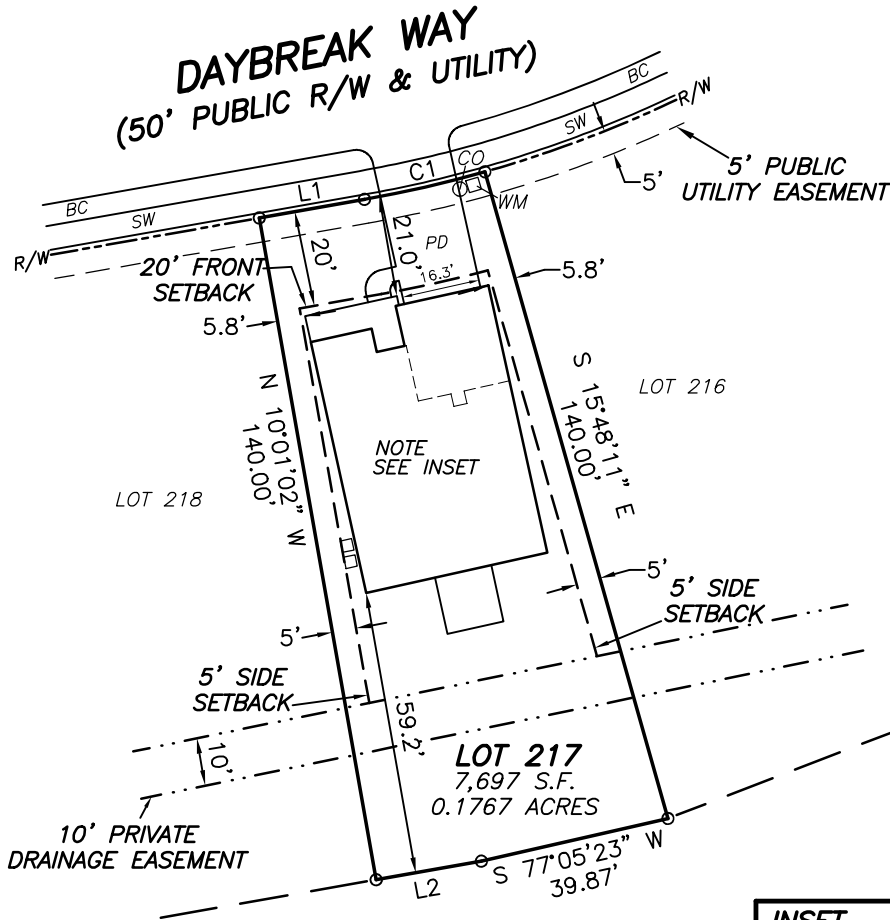 DAYBREAK WAY
(50' PUBLIC R/W & UTILITY)
BC
R/W
SW
CO
C1
L1
5' PUBLIC
UTILITY EASEMENT
5'
BC
SW
WM
R/W
21.0'
PD
20'
16.3'
20' FRONT
SETBACK
5.8'
5.8'
N 10°01'02" W
140.00'
S 15°48'11" E
140.00'
LOT 216
NOTE
SEE INSET
LOT 218
5'
5' SIDE
SETBACK
5'
5' SIDE
SETBACK
59.2'
10'
LOT 217
7,697 S.F.
0.1767 ACRES
10' PRIVATE
DRAINAGE EASEMENT
L2
S 77°05'23" W
39.87'
INSET